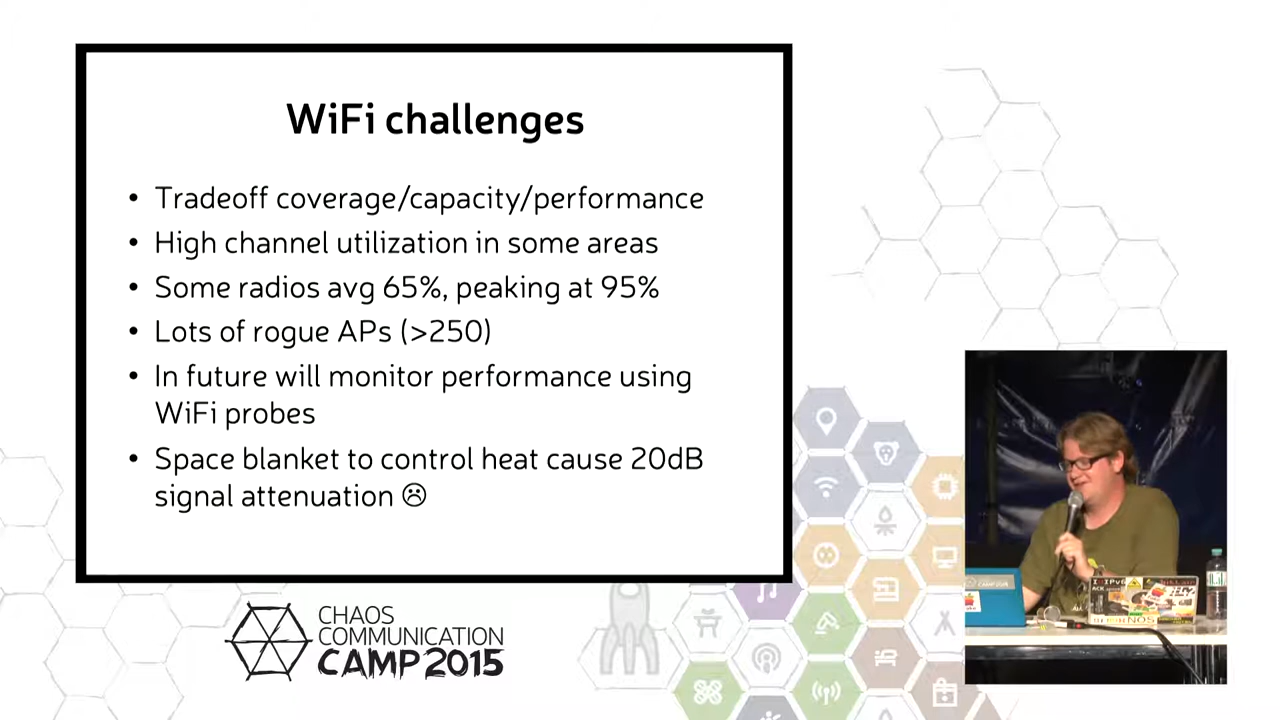 WiFi challenges
• Tradeoff coverage/capacity/performance
• High channel utilization in some areas
• Some radios avg 65%, peaking at 95%
• Lots of rogue APs (>250)
• In future will monitor performance using
WiFi probes
• Space blanket to control heat cause 20dB
signal attenuation ☹
CHAOS
COMMUNICATION
CAMP 2015
IPv6
NOS